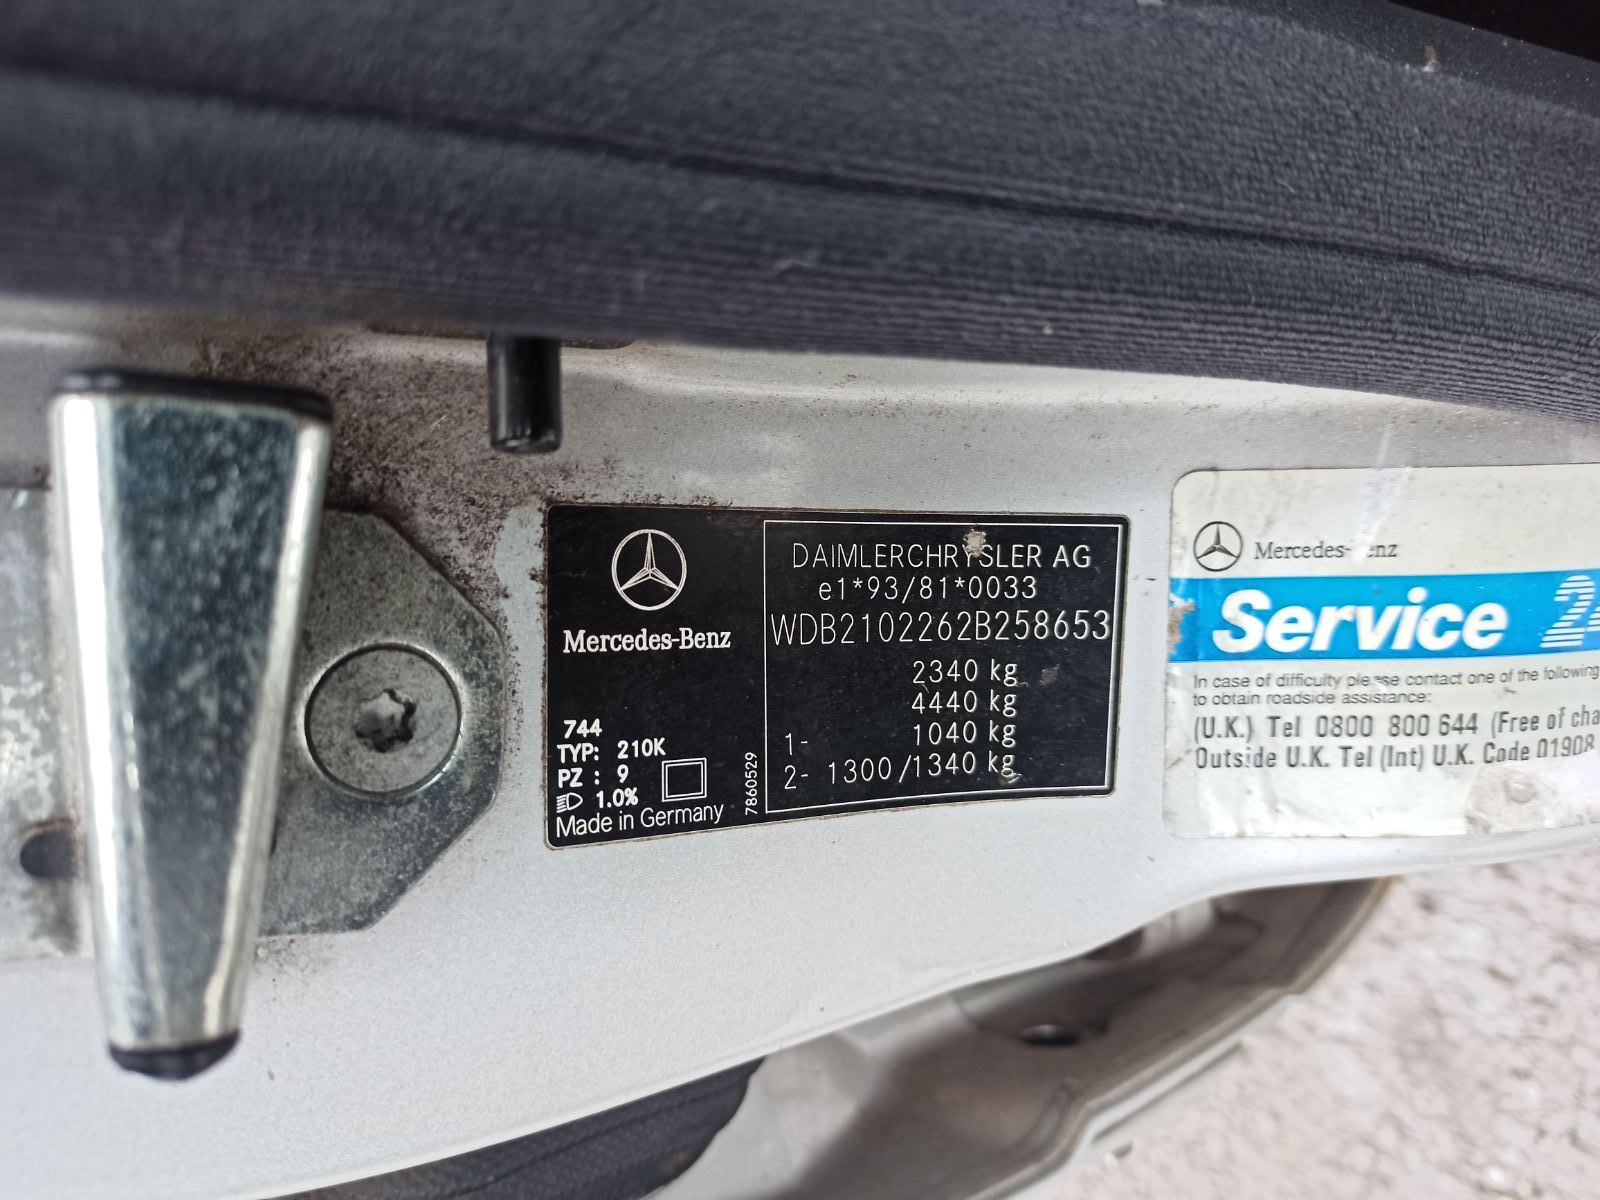 Mercedes-Benz
744
TYP: 210K
PZ : 9
1.0%
Made in Germany
7860529
DAIMLERCHRYSLER AG
e1*93/81*0033
WDB2102262B258653
2340 kg
4440 kg
1- 1040 kg
2- 1300/1340 kg
Mercedes- enz
Service 2
In case of difficulty please contact one of the following
to obtain roadside assistance:
(U.K.) Tel 0800 800 644 (Free of cha
Outside U.K. Tel (Int) U.K. Code 01908